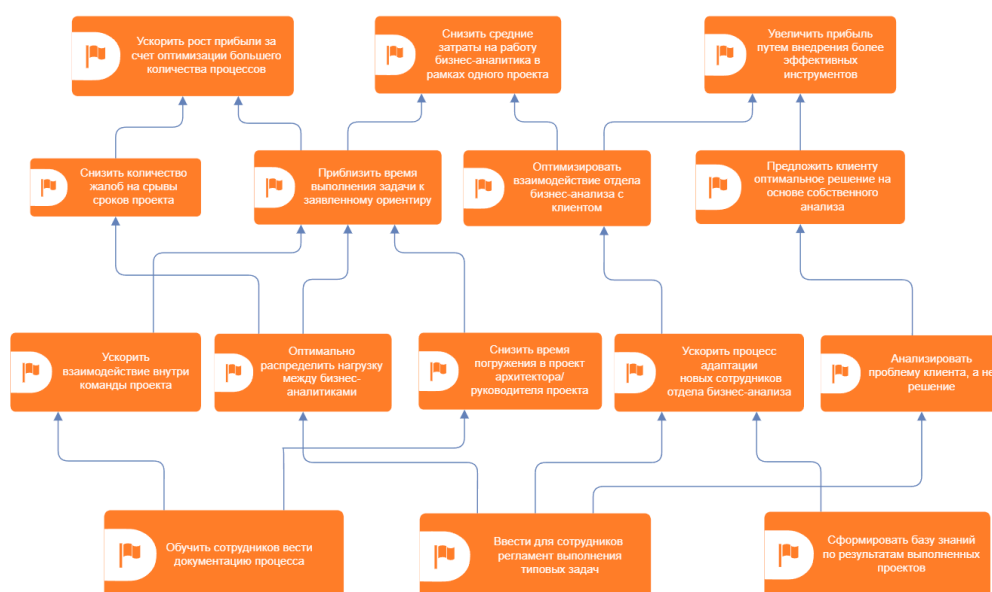 Ускорить рост прибыли за
счет оптимизации большего
количества процессов
Снизить средние
затраты на работу
бизнес-аналитика в
рамках одного проекта
Увеличить прибыль
путем внедрения более
эффективных
инструментов
Снизить количество
жалоб на срывы
сроков проекта
Приблизить время
выполнения задачи к
заявленному ориентиру
Оптимизировать
взаимодействие отдела
бизнес-анализа с
клиентом
Предложить клиенту
оптимальное решение на
основе собственного
анализа
Ускорить
взаимодействие внутри
команды проекта
Оптимально
распределить нагрузку
между бизнес-
аналитиками
Снизить время
погружения в проект
архитектора/
руководителя проекта
Ускорить процесс
адаптации
новых сотрудников
отдела бизнес-анализа
Анализировать
проблему клиента, а не
решение
Обучить сотрудников вести
документацию процесса
Ввести для сотрудников
регламент выполнения
типовых задач
Сформировать базу знаний
по результатам выполненных
проектов